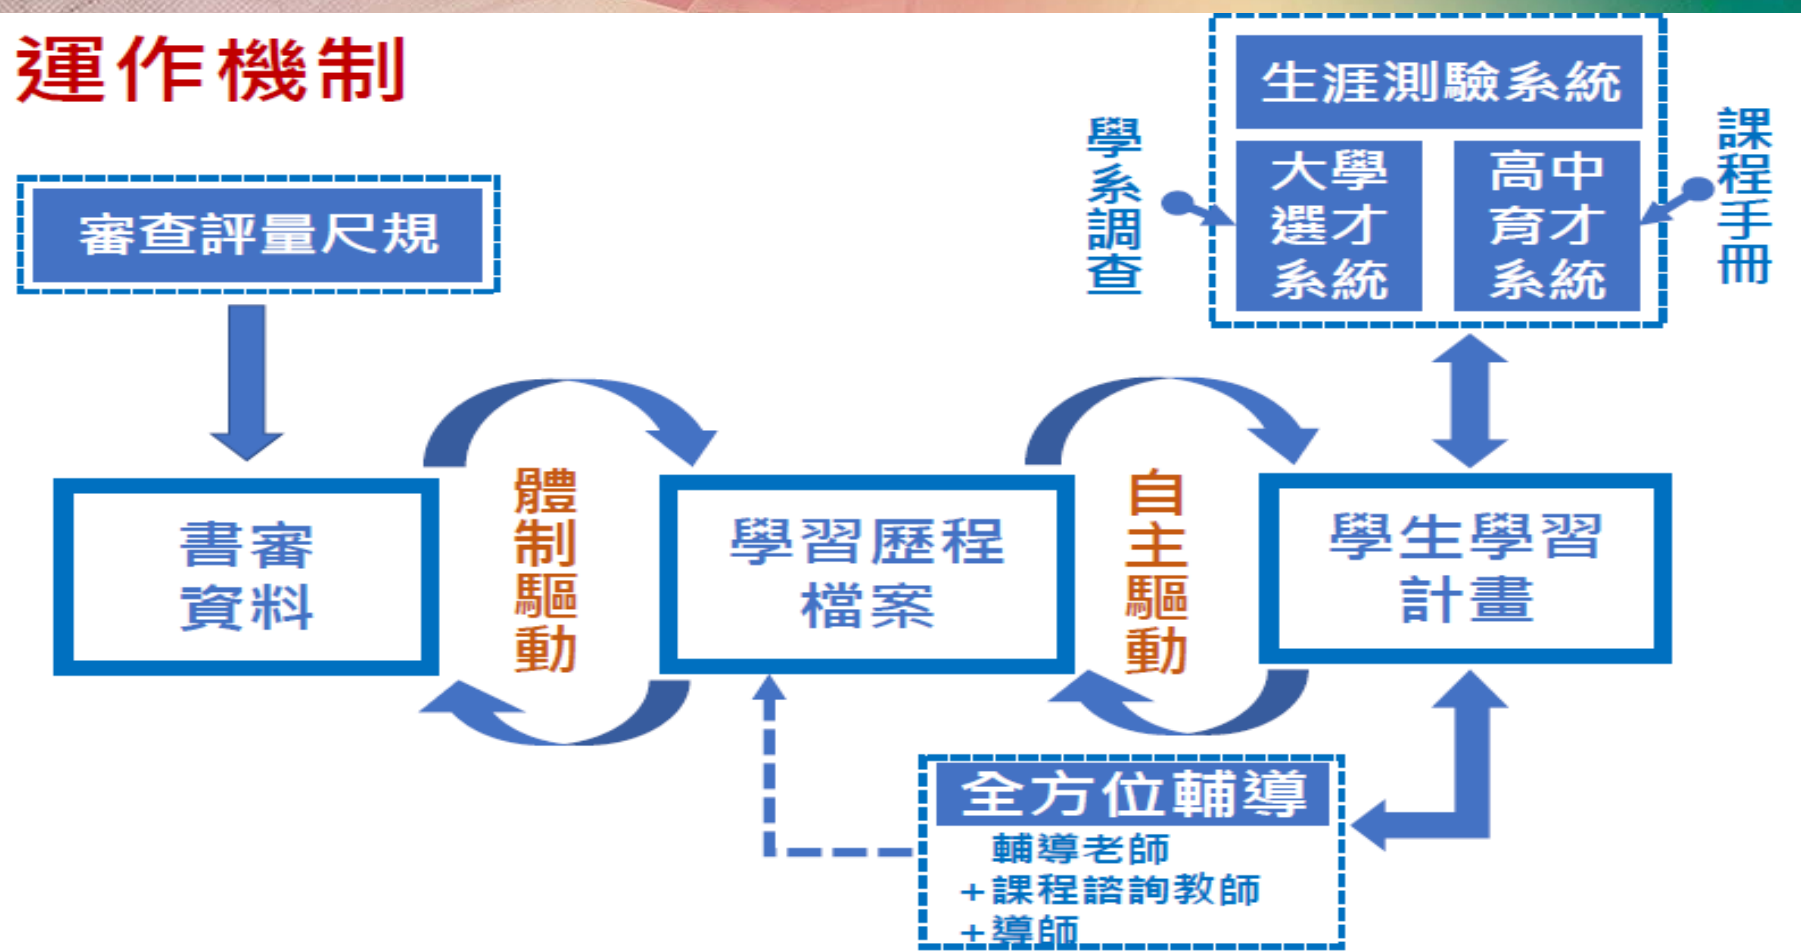 運作機制
生涯測驗系統
學系調查
大學
選才
系統
高中
育才
系統
課程手冊
審查評量尺規
書審
資料
體制驅動
學習歷程
檔案
自主驅動
學生學習
計畫
全方位輔導
輔導老師
+課程諮詢教師
+導師